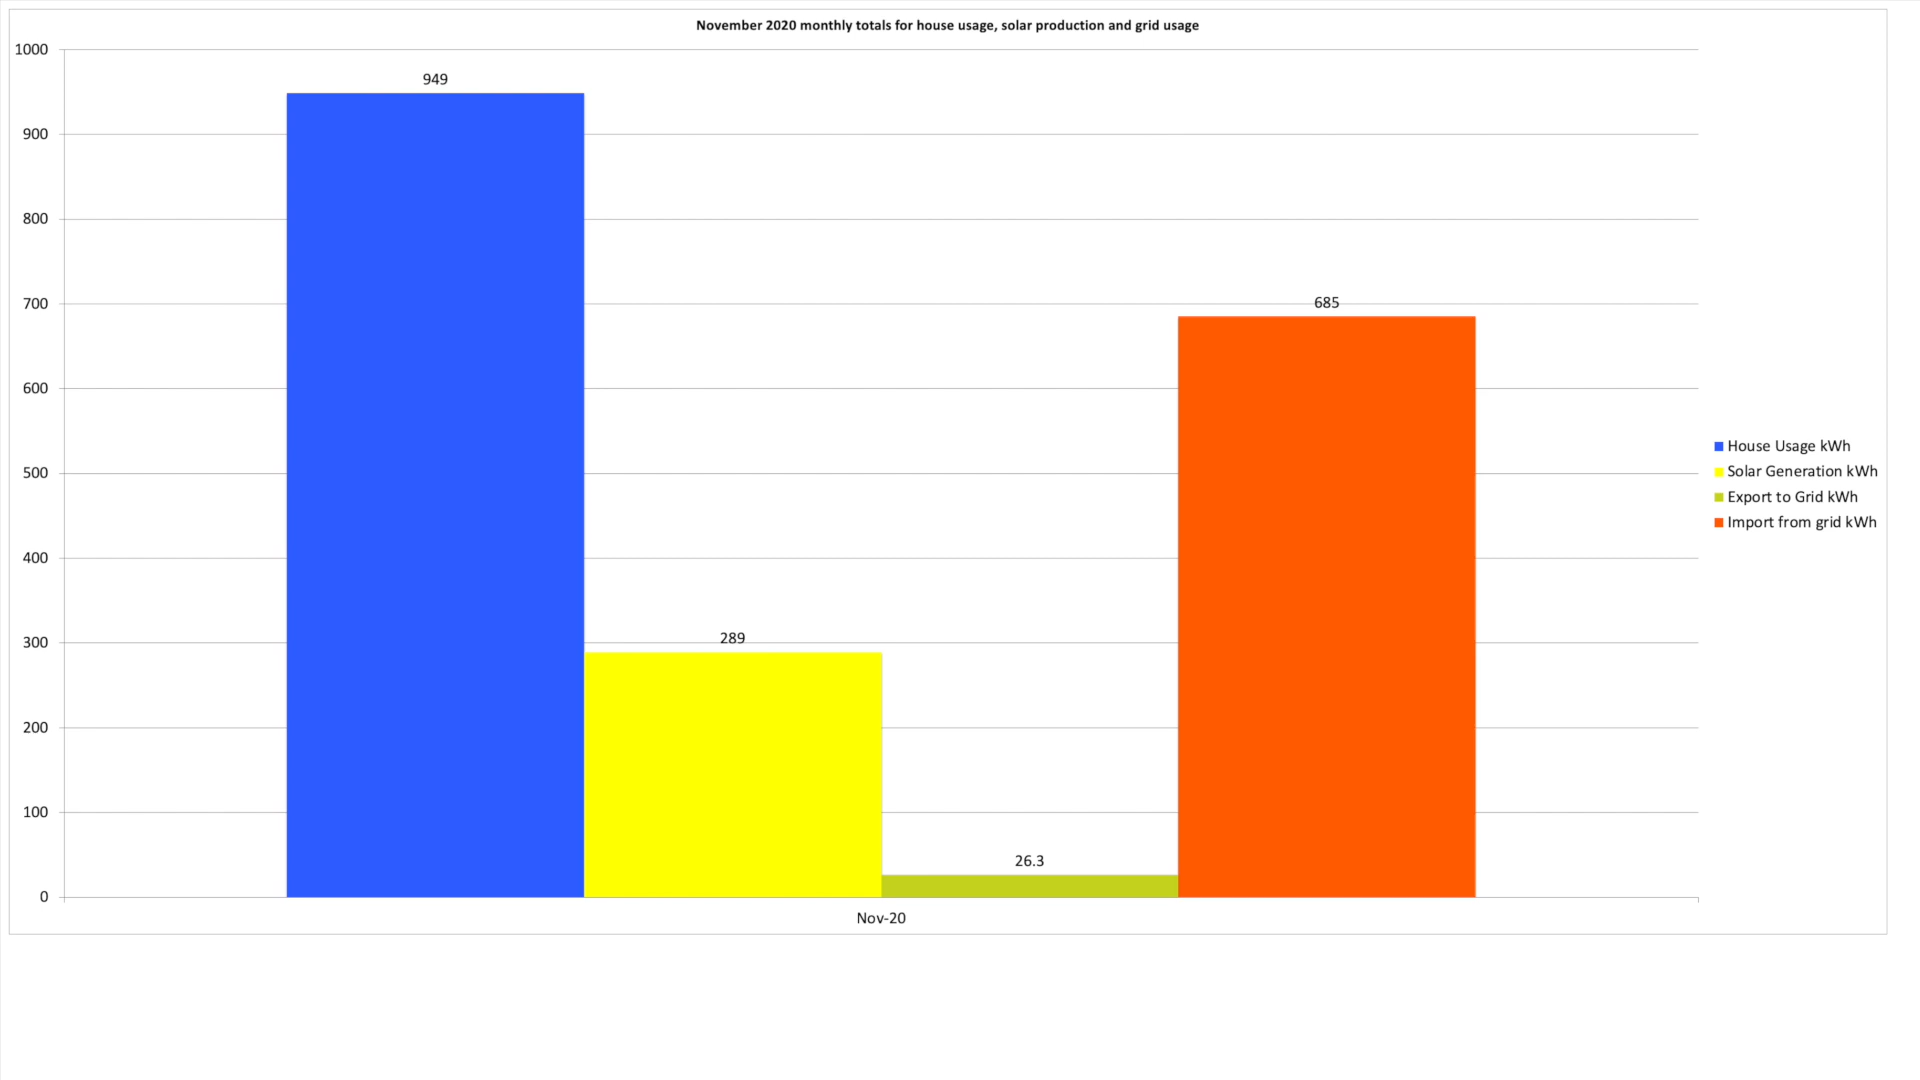 November 2020 monthly totals for house usage, solar production and grid usage
1000
900
800
700
600
500
400
300
200
100
0
949
289
26.3
685
Nov-20
House Usage kWh
Solar Generation kWh
Export to Grid kWh
Import from grid kWh